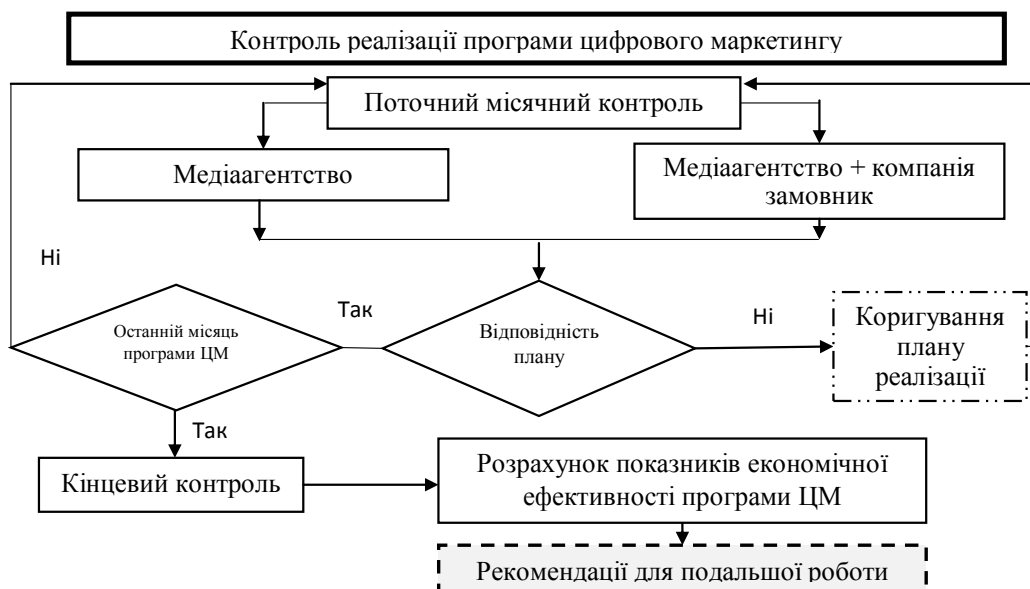 Контроль реалізації програми цифрового маркетингу
Поточний місячний контроль
Медіаагентство
Медіаагентство + компанія
замовник
Ні
Останній місяць
програми ЦМ
Так
Відповідність
плану
Ні
Коригування
плану
реалізації
Так
Кінцевий контроль
Розрахунок показників економічної
ефективності програми ЦМ
Рекомендації для подальшої роботи